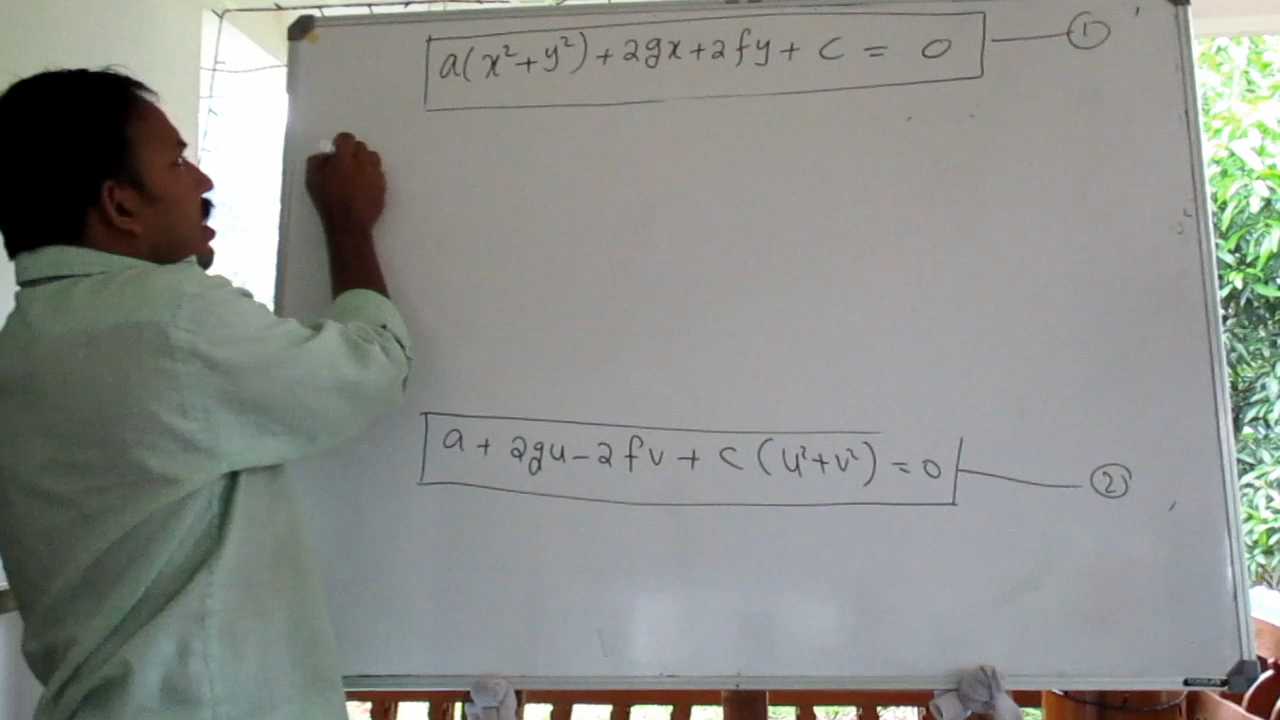 a(x²+y²)+2gx+2fy+c = 0 ①
a+2gu-2fv+c(u²+v²)=0 ②